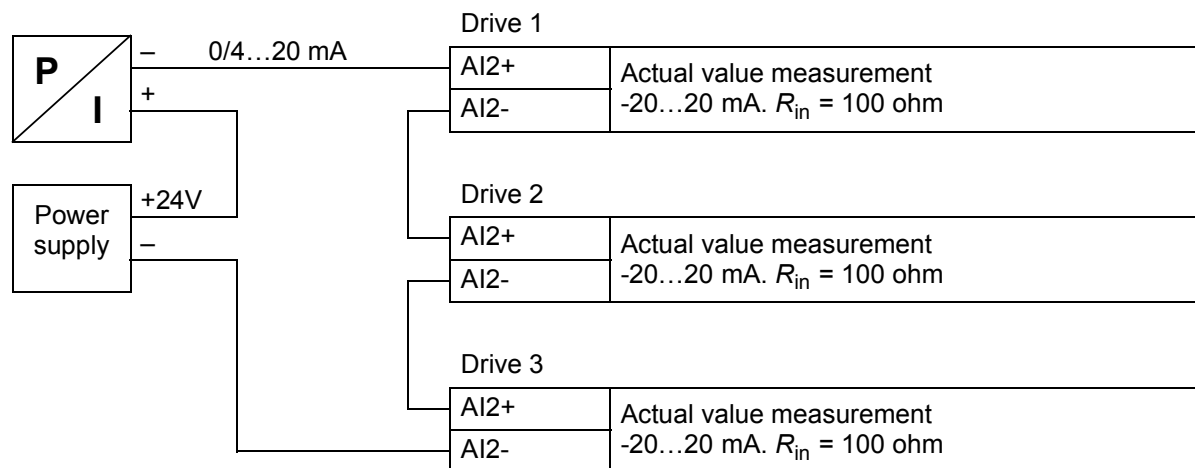 Drive 1
P
I
–
0/4…20 mA
+
AI2+
AI2-
Actual value measurement
-20…20 mA. Rin = 100 ohm
Power
supply
+24V
–
Drive 2
AI2+
AI2-
Actual value measurement
-20…20 mA. Rin = 100 ohm
Drive 3
AI2+
AI2-
Actual value measurement
-20…20 mA. Rin = 100 ohm